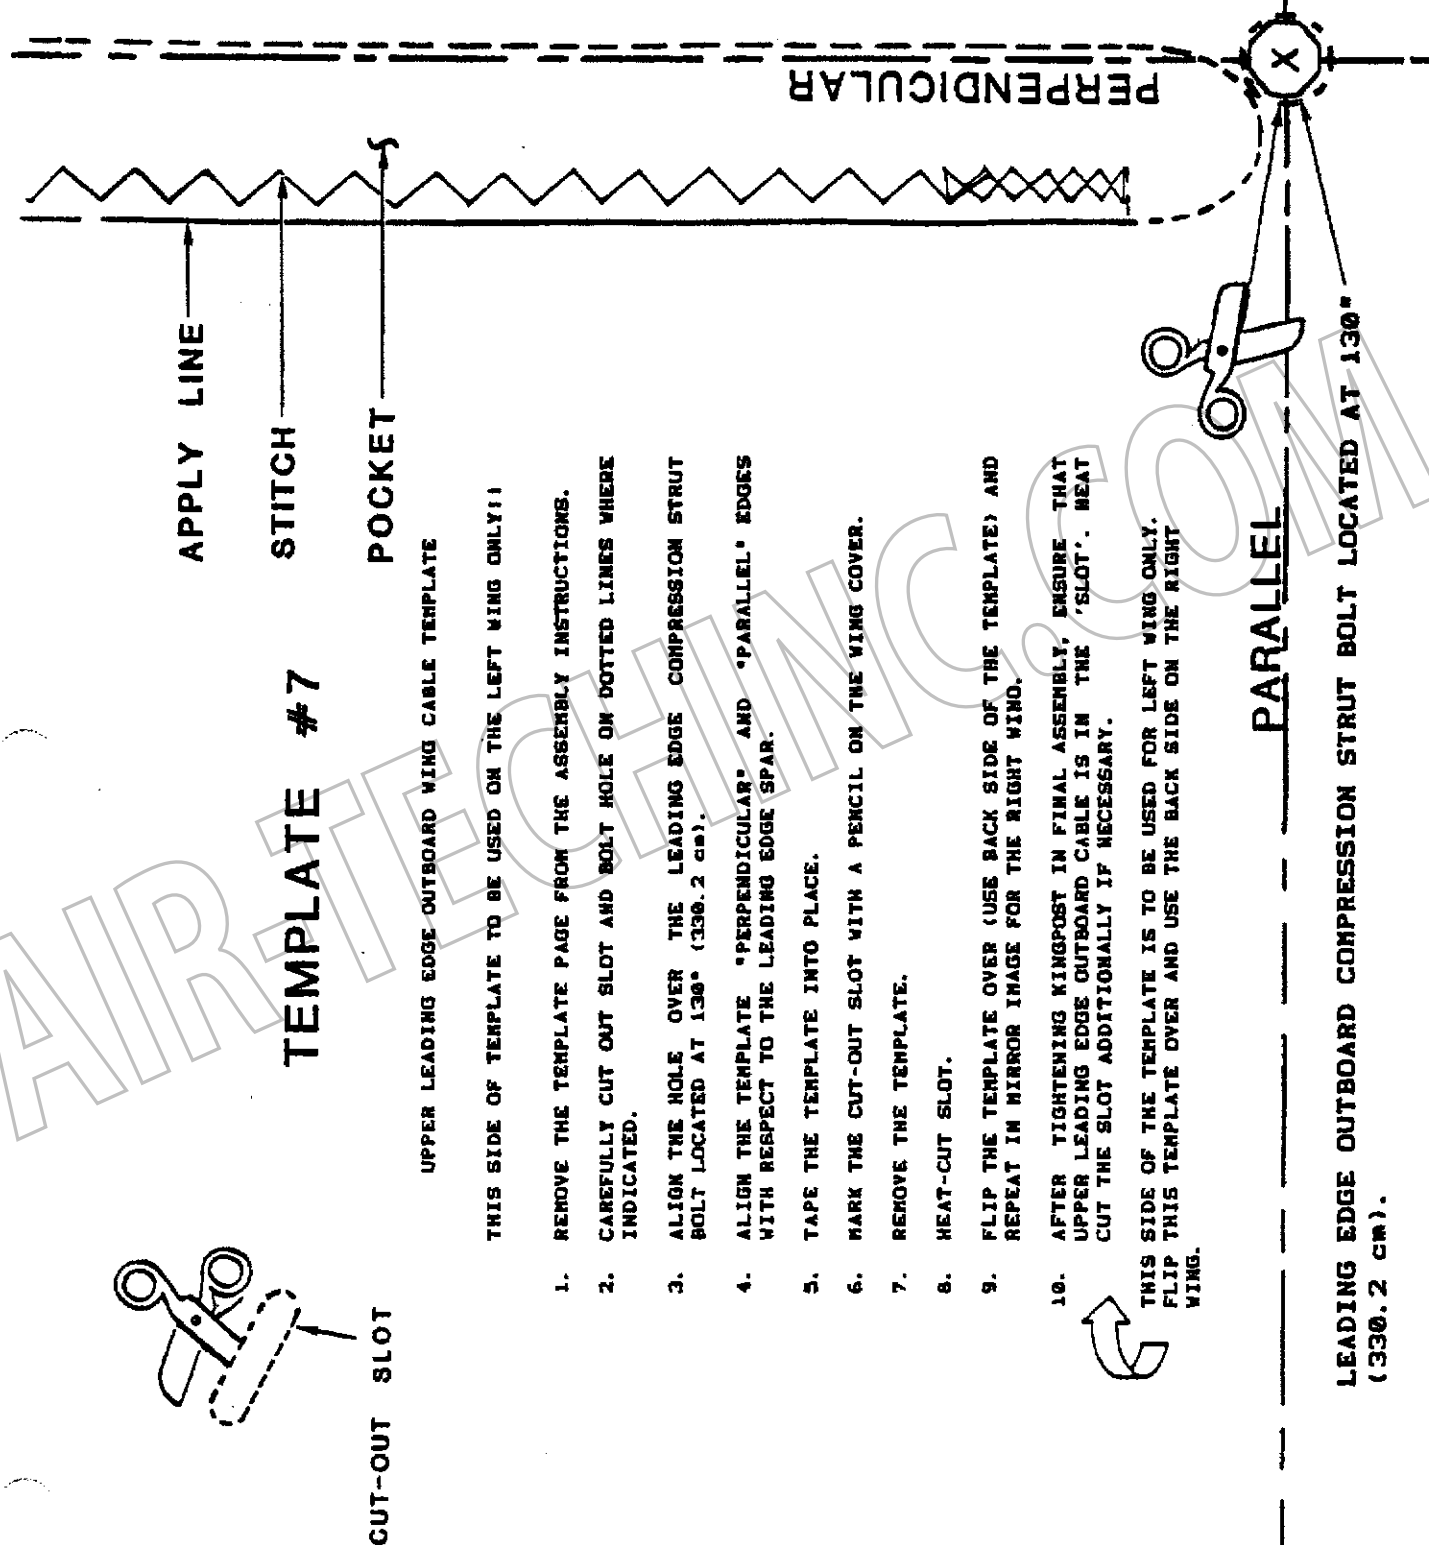 TEMPLATE #7
UPPER LEADING EDGE OUTBOARD WING CABLE TEMPLATE
THIS SIDE OF TEMPLATE TO BE USED ON THE LEFT WING ONLY!!
1. REMOVE THE TEMPLATE PAGE FROM THE ASSEMBLY INSTRUCTIONS.
2. CAREFULLY CUT OUT SLOT AND BOLT HOLE ON DOTTED LINES WHERE
INDICATED.
3. ALIGN THE HOLE OVER THE LEADING EDGE COMPRESSION STRUT
BOLT LOCATED AT 130" (330.2 cm).
4. ALIGN THE TEMPLATE "PERPENDICULAR" AND "PARALLEL" EDGES
WITH RESPECT TO THE LEADING EDGE SPAR.
5. TAPE THE TEMPLATE INTO PLACE.
6. MARK THE CUT-OUT SLOT WITH A PENCIL ON THE WING COVER.
7. REMOVE THE TEMPLATE.
8. HEAT-CUT SLOT.
9. FLIP THE TEMPLATE OVER (USE BACK SIDE OF THE TEMPLATE) AND
REPEAT IN MIRROR IMAGE FOR THE RIGHT WING.
10. AFTER TIGHTENING KINGPOST IN FINAL ASSEMBLY, ENSURE THAT
UPPER LEADING EDGE OUTBOARD CABLE IS IN THE 'SLOT'. HEAT
CUT THE SLOT ADDITIONALLY IF NECESSARY.
THIS SIDE OF THE TEMPLATE IS TO BE USED FOR LEFT WING ONLY.
FLIP THIS TEMPLATE OVER AND USE THE BACK SIDE ON THE RIGHT
WING.
CUT-OUT SLOT
APPLY LINE
STITCH
POCKET
PERPENDICULAR
X
PARALLEL
LEADING EDGE OUTBOARD COMPRESSION STRUT BOLT LOCATED AT 130"
(330.2 cm).
AIR-TECHINC.COM